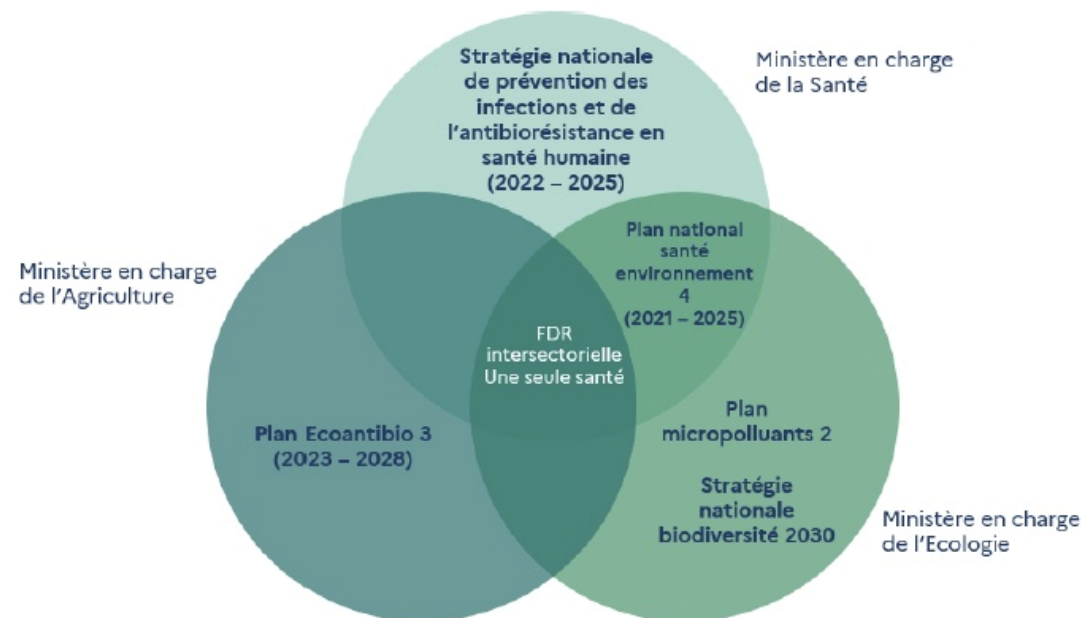 Stratégie nationale
de prévention des
infections et de
l'antibiorésistance en
santé humaine
(2022 – 2025)
Ministère en charge
de la Santé
Plan national
santé
environnement
4
(2021 – 2025)
Ministère en charge
de l'Agriculture
FDR
intersectorielle
Une seule santé
Plan Ecoantibio 3
(2023 – 2028)
Plan
micropolluants 2
Stratégie
nationale
biodiversité 2030
Ministère en charge
de l'Ecologie